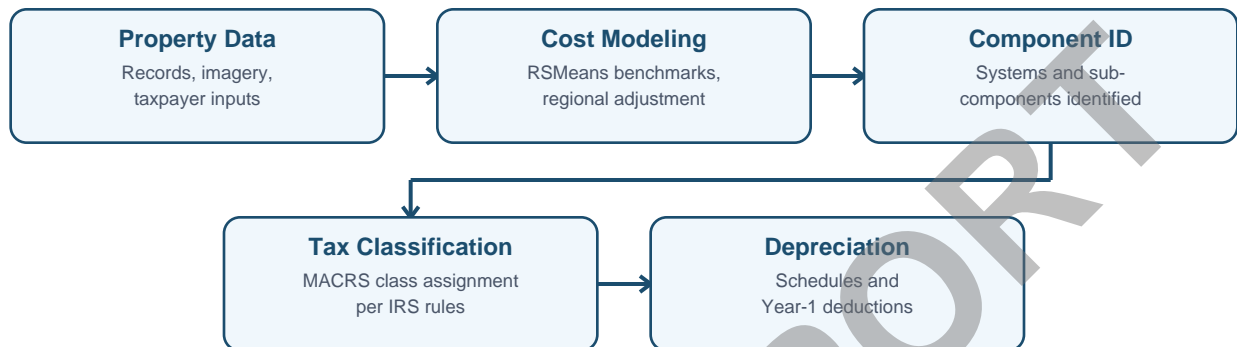 Property Data
Records, imagery,
taxpayer inputs
Cost Modeling
RSMeans benchmarks,
regional adjustment
Component ID
Systems and sub-
components identified
Tax Classification
MACRS class assignment
per IRS rules
Depreciation
Schedules and
Year-1 deductions
PORT